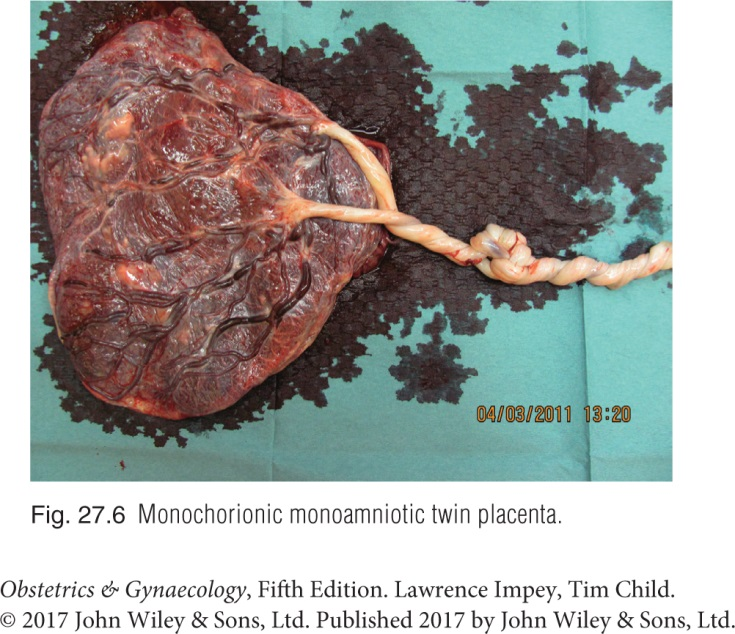 04/03/2011 13:20
Fig. 27.6 Monochorionic monoamniotic twin placenta.
Obstetrics & Gynaecology, Fifth Edition. Lawrence Impey, Tim Child.
© 2017 John Wiley & Sons, Ltd. Published 2017 by John Wiley & Sons, Ltd.